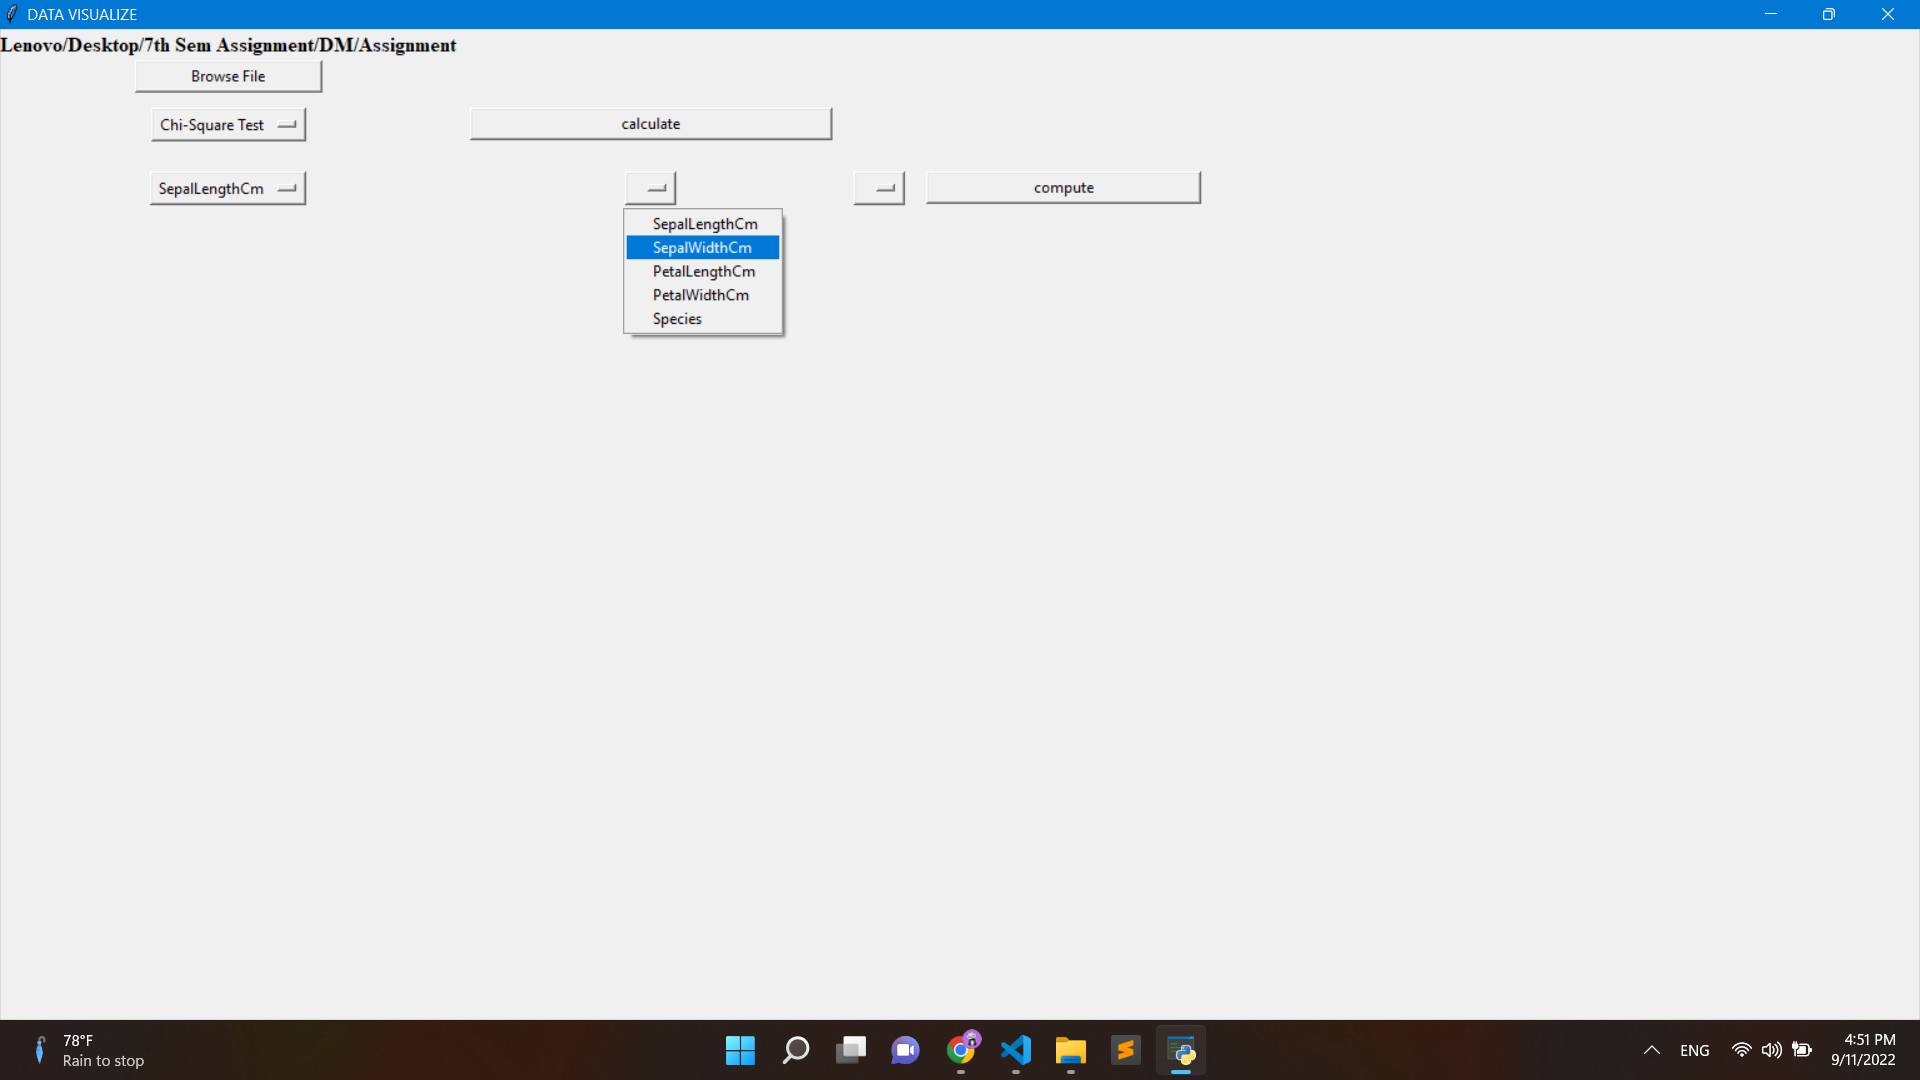 DATA VISUALIZE
Lenovo/Desktop/7th Sem Assignment/DM/Assignment
Browse File
Chi-Square Test
calculate
SepalLengthCm
compute
SepalLengthCm
SepalWidthCm
PetalLengthCm
PetalWidthCm
Species
78°F
Rain to stop
ENG
4:51 PM
9/11/2022